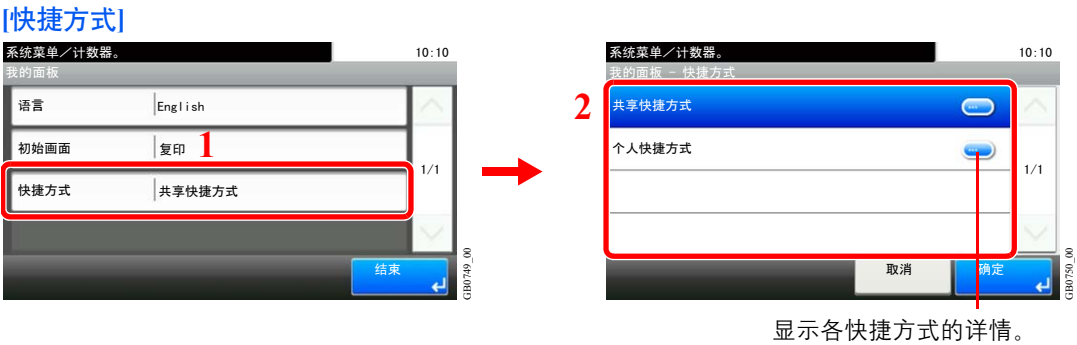 [快捷方式]
系统菜单／计数器。 10:10
我的面板
语言 English
初始画面 复印 1
快捷方式 共享快捷方式
1/1
结束
GB0749_00
系统菜单／计数器。 10:10
我的面板 - 快捷方式
2 共享快捷方式
个人快捷方式
1/1
取消 确定
GB0750_00
显示各快捷方式的详情。